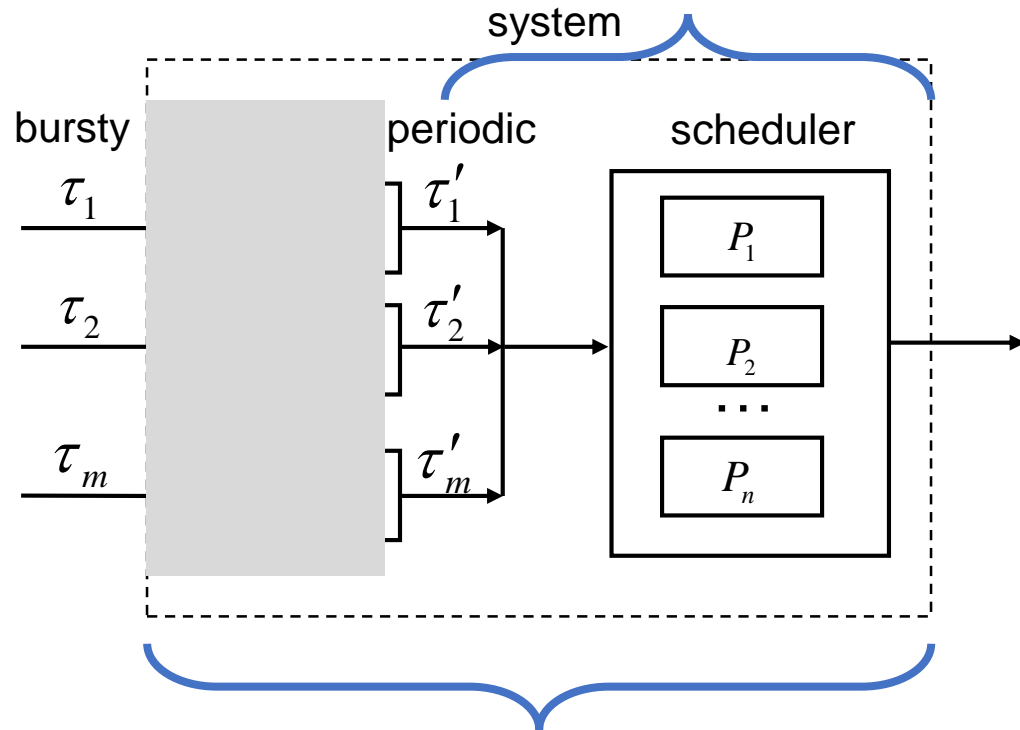 system
bursty
periodic
scheduler
τ₁
τ′₁
P₁
τ₂
τ′₂
P₂
...
τₘ
τ′ₘ
Pₙ